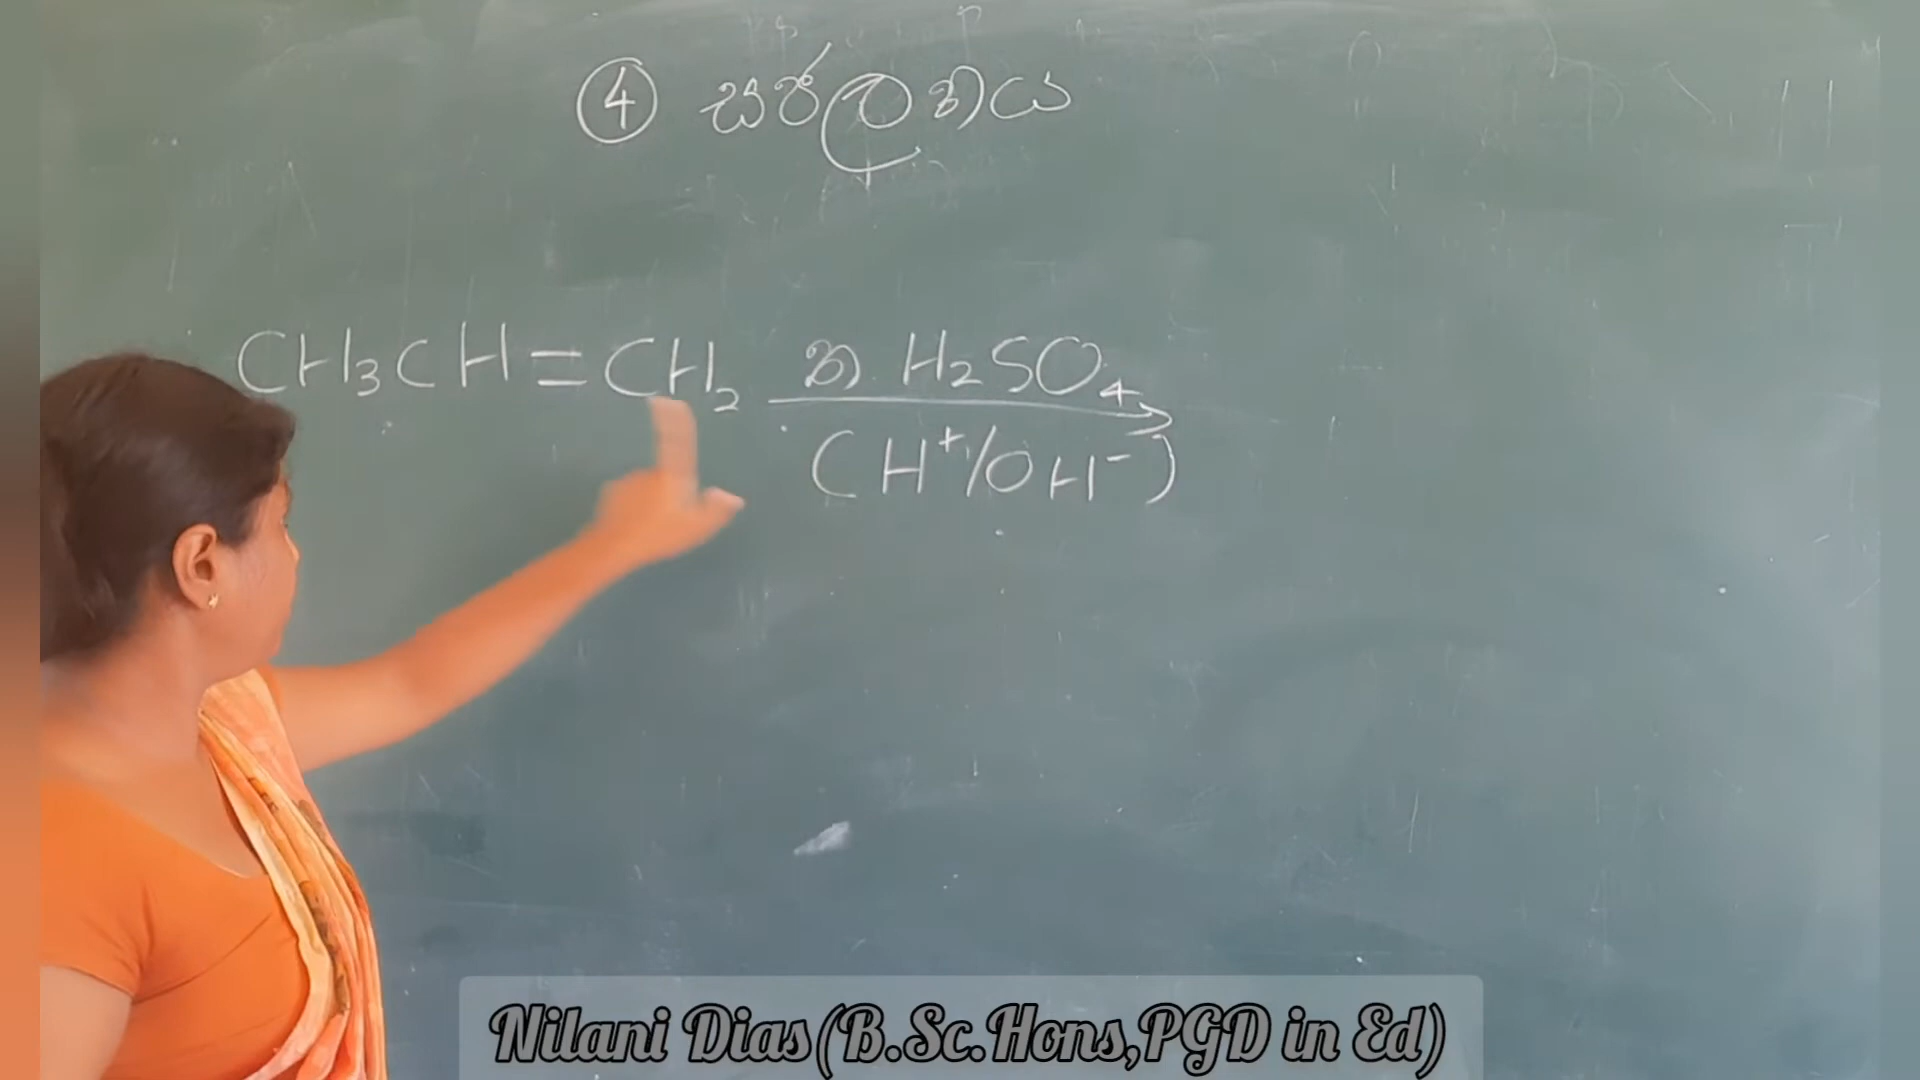 ④ සජලනය
CH₃CH=CH₂ ත. H₂SO₄
(H⁺/OH⁻)
Nilani Dias(B.Sc.Hons,PGD in Ed)